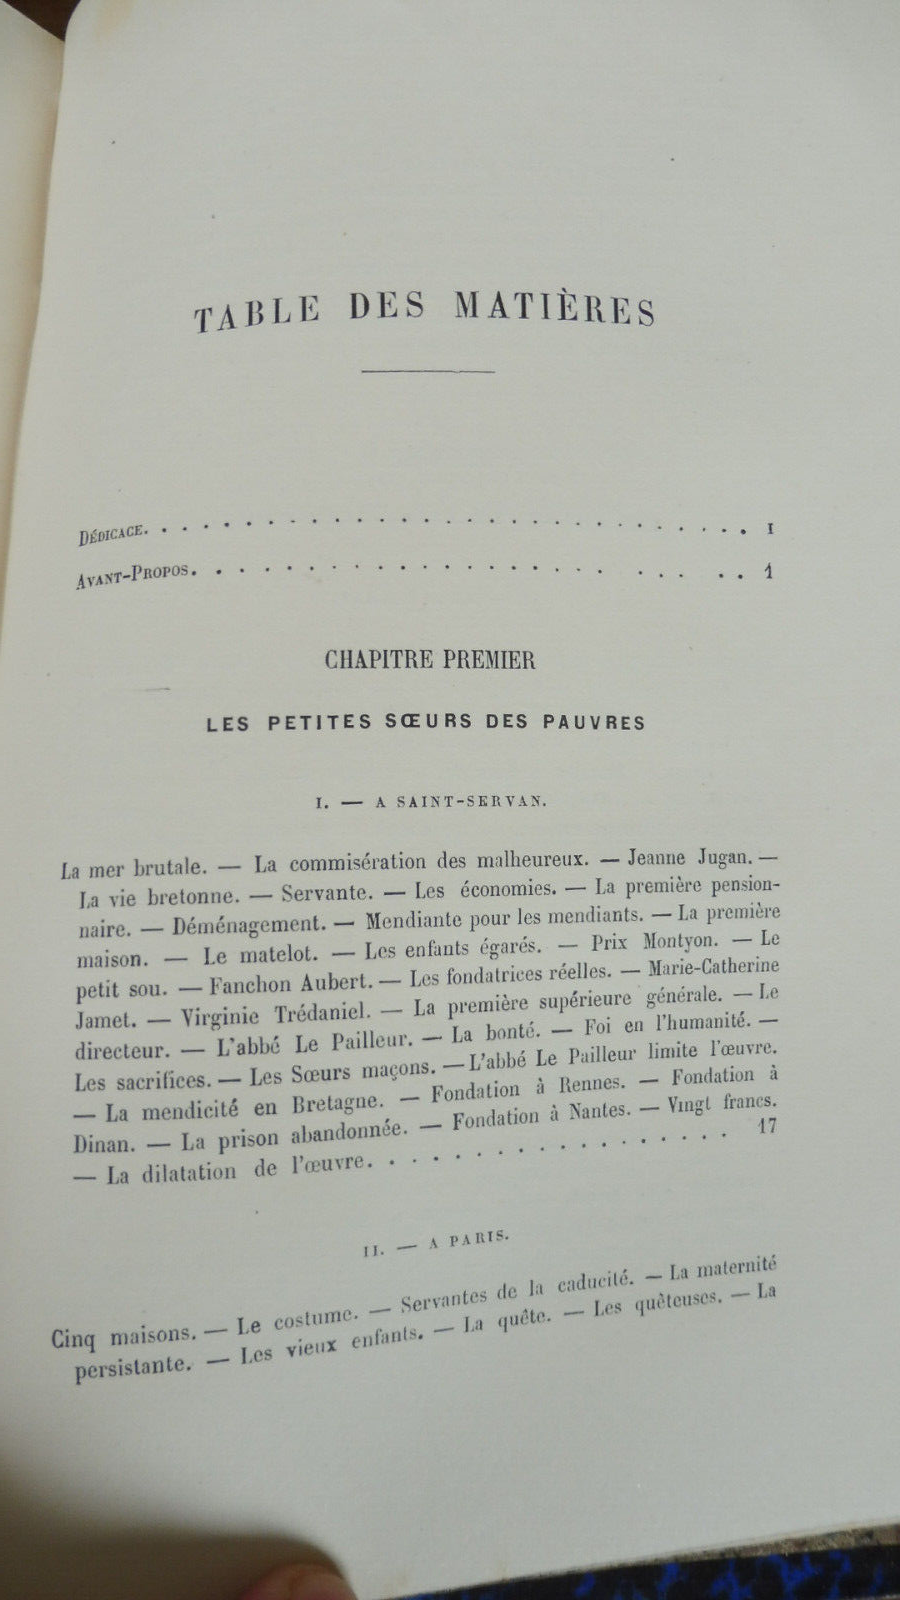 TABLE DES MATIÈRES
DÉDICACE. . . . . . . . . . . . . . . . . . . . . . . . . . . . I
AVANT-PROPOS. . . . . . . . . . . . . . . . . . . . . . . . 1
CHAPITRE PREMIER
LES PETITES SŒURS DES PAUVRES
I. — A SAINT-SERVAN.
La mer brutale. — La commisération des malheureux. — Jeanne Jugan. —
La vie bretonne. — Servante. — Les économies. — La première pension-
naire. — Déménagement. — Mendiante pour les mendiants. — La première
maison. — Le matelot. — Les enfants égarés. — Prix Montyon. — Le
petit sou. — Fanchon Aubert. — Les fondatrices réelles. — Marie-Catherine
Jamet. — Virginie Trédaniel. — La première supérieure générale. — Le
directeur. — L'abbé Le Pailleur. — La bonté. — Foi en l'humanité. —
Les sacrifices. — Les Sœurs maçons. — L'abbé Le Pailleur limite l'œuvre.
— La mendicité en Bretagne. — Fondation à Rennes. — Fondation à
Dinan. — La prison abandonnée. — Fondation à Nantes. — Vingt francs.
— La dilatation de l'œuvre. . . . . . . . . . . . . . . . . 17
II. — A PARIS.
Cinq maisons. — Le costume. — Servantes de la caducité. — La maternité
persistante. — Les vieux enfants. — La quête. — Les quêteuses. — La